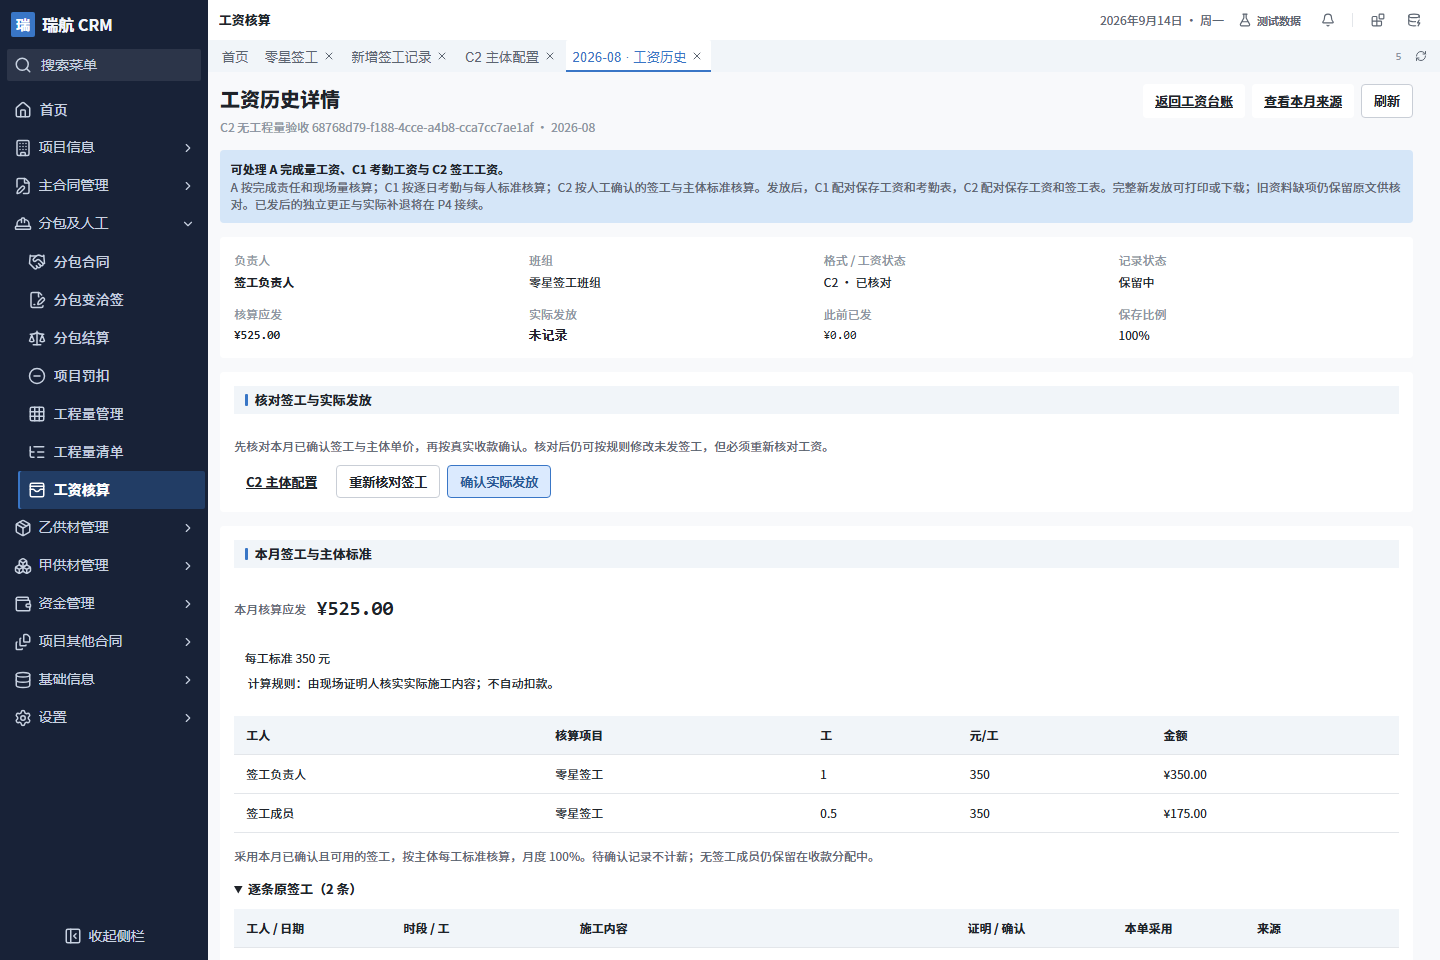 瑞 瑞航 CRM
搜索菜单
首页
项目信息
主合同管理
分包及人工
分包合同
分包变洽签
分包结算
项目罚扣
工程量管理
工程量清单
工资核算
乙供材管理
甲供材管理
资金管理
项目其他合同
基础信息
设置
收起侧栏
工资核算
2026年9月14日 • 周一 测试数据
首页 零星签工 × 新增签工记录 × C2 主体配置 × 2026-08 · 工资历史 × 5
工资历史详情
返回工资台账 查看本月来源 刷新
C2 无工程量验收 68768d79-f188-4cce-a4b8-cca7cc7ae1af • 2026-08
可处理 A 完成量工资、C1 考勤工资与 C2 签工工资。
A 按完成责任和现场量核算；C1 按逐日考勤与每人标准核算；C2 按人工确认的签工与主体标准核算。发放后，C1 配对保存工资和考勤表，C2 配对保存工资和签工表。完整新发放可打印或下载；旧资料缺项仍保留原文供核
对。已发后的独立更正与实际补退将在 P4 接续。
负责人 班组 格式 / 工资状态 记录状态
签工负责人 零星签工班组 C2 • 已核对 保留中
核算应发 实际发放 此前已发 保存比例
¥525.00 未记录 ¥0.00 100%
核对签工与实际发放
先核对本月已确认签工与主体单价，再按真实收款确认。核对后仍可按规则修改未发签工，但必须重新核对工资。
C2 主体配置 重新核对签工 确认实际发放
本月签工与主体标准
本月核算应发 ¥525.00
每工标准 350 元
计算规则：由现场证明人核实实际施工内容；不自动扣款。
工人 核算项目 工 元/工 金额
签工负责人 零星签工 1 350 ¥350.00
签工成员 零星签工 0.5 350 ¥175.00
采用本月已确认且可用的签工，按主体每工标准核算，月度 100%。待确认记录不计薪；无签工成员仍保留在收款分配中。
▼ 逐条原签工（2 条）
工人 / 日期 时段 / 工 施工内容 证明 / 确认 本单采用 来源